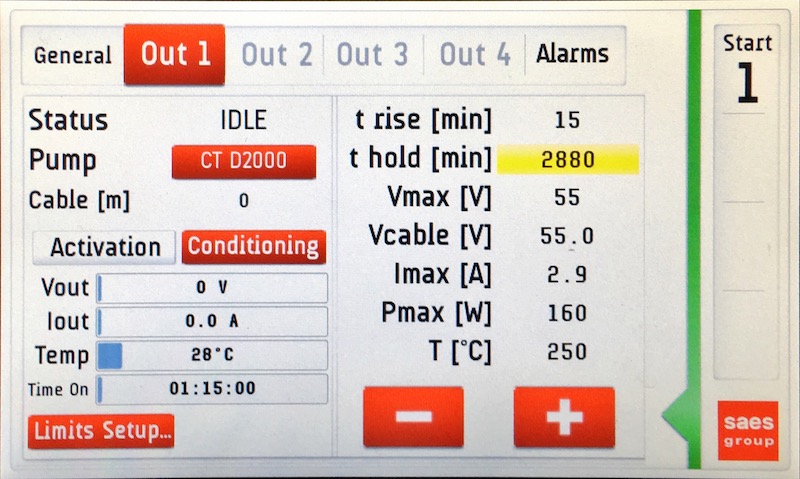 General Out 1 Out 2 Out 3 Out 4 Alarms
Start
1
Status IDLE
Pump CT D2000
Cable [m] 0
Activation Conditioning
Vout 0 V
Iout 0.0 A
Temp 28°C
Time On 01:15:00
Limits Setup...
t rise [min] 15
t hold [min] 2880
Vmax [V] 55
Vcable [V] 55.0
Imax [A] 2.9
Pmax [W] 160
T [°C] 250
− +
saes
group